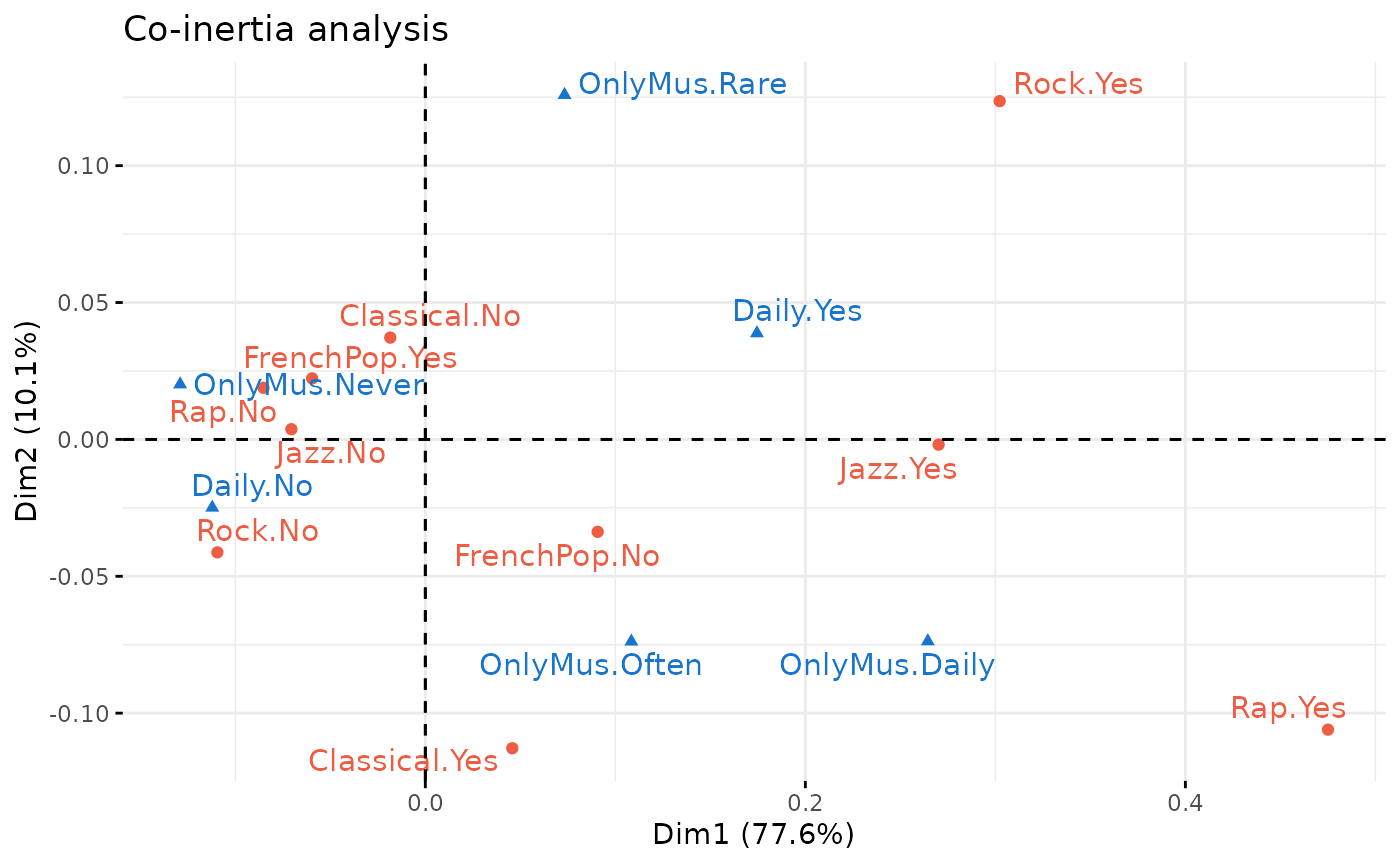 Co-inertia analysis
OnlyMus.Rare
Rock.Yes
0.10
0.05
Daily.Yes
Classical.No
FrenchPop.Yes
OnlyMus.Never
Rap.No
0.00
Jazz.No
Jazz.Yes
Daily.No
Rock.No
FrenchPop.No
-0.05
OnlyMus.Often
OnlyMus.Daily
-0.10
Rap.Yes
Classical.Yes
0.0
0.2
0.4
Dim1 (77.6%)
Dim2 (10.1%)